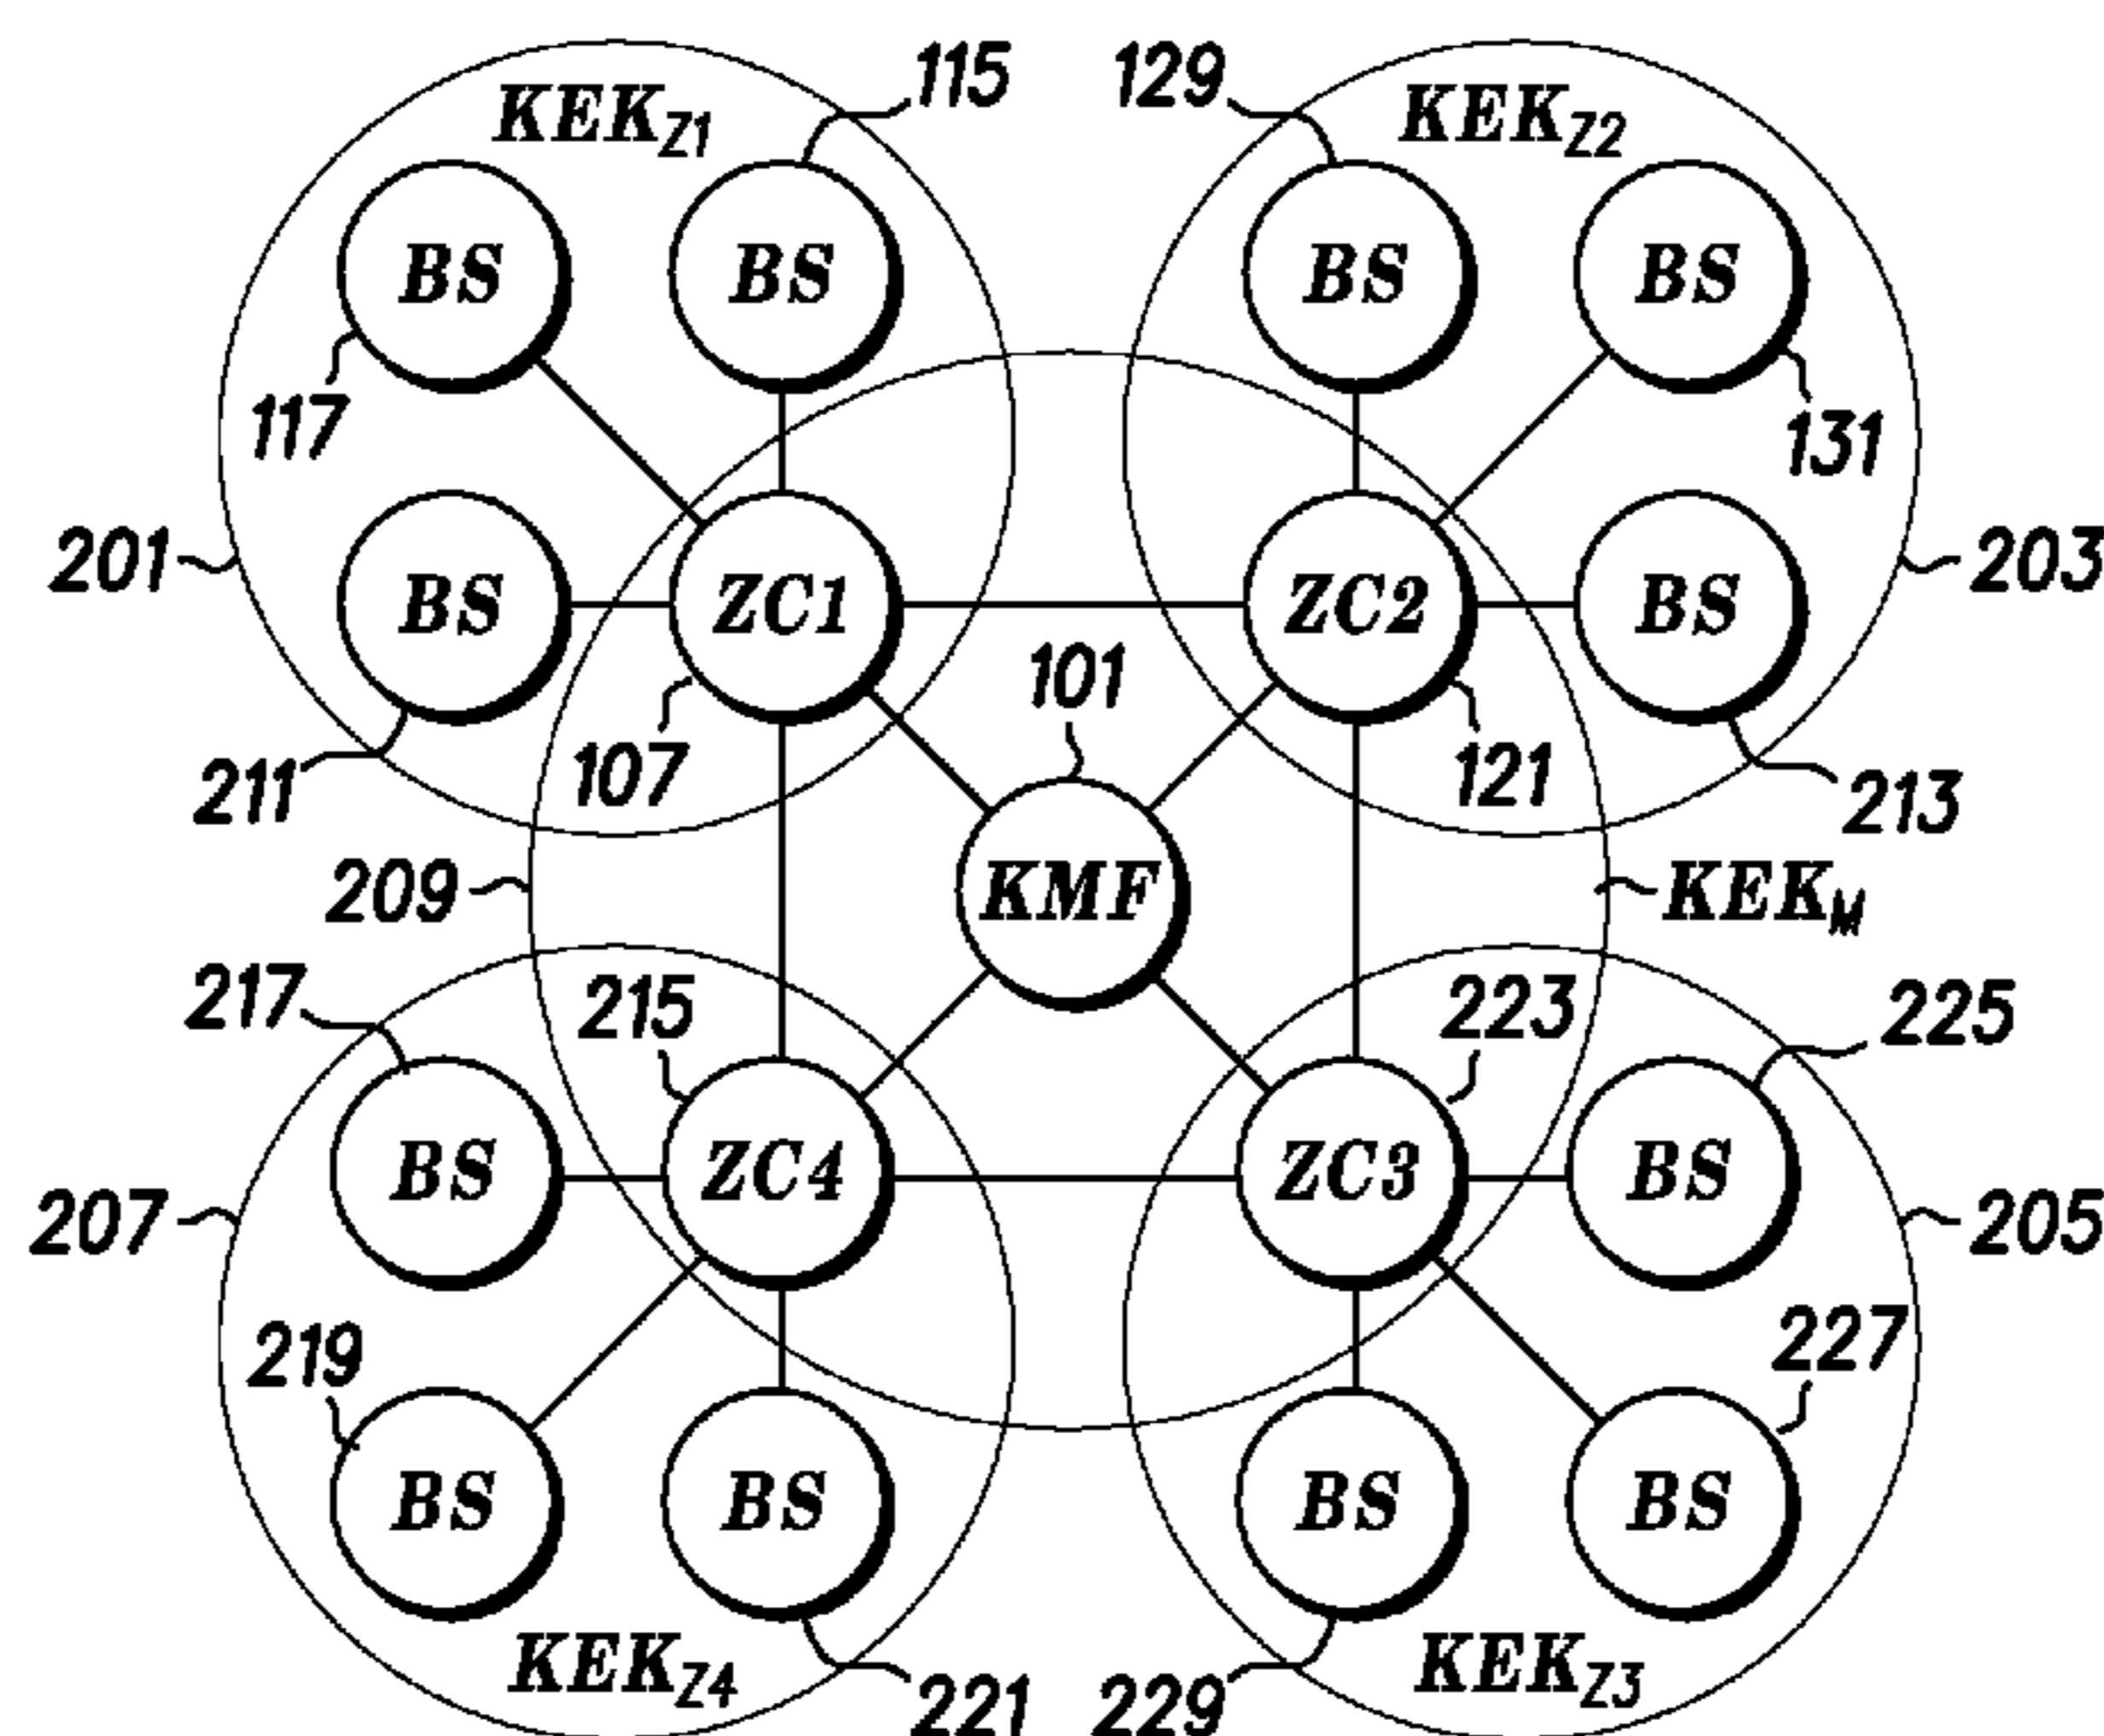 115 129
KEKZ1 KEKZ2
BS BS BS BS
117 131
201 BS ZC1 ZC2 BS 203
101
211 107 121 213
209 KMF KEKM
217 215 223 225
207 BS ZC4 ZC3 BS 205
219 227
BS BS BS BS
KEKZ4 221 229 KEKZ3